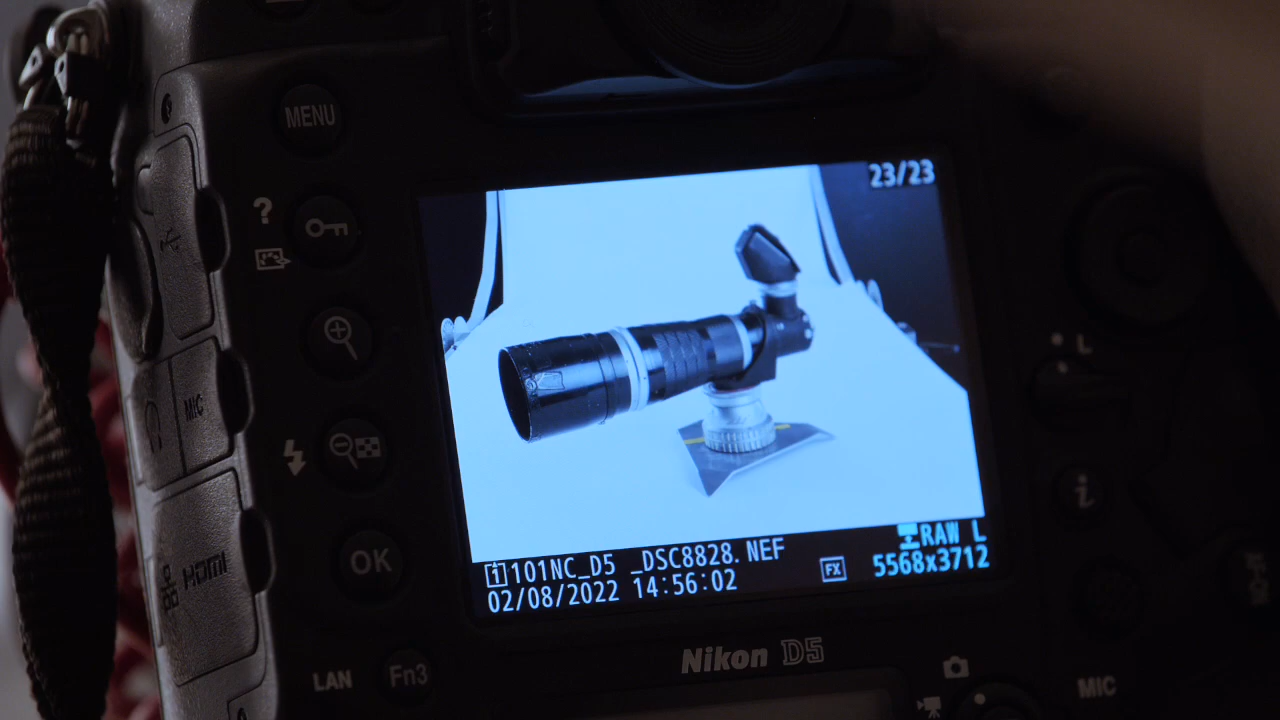 MENU
23/23
?
MIC
L
i
OK
HDMI
1 101NC_D5 _DSC8828.NEF
RAW L
02/08/2022 14:56:02
FX
5568x3712
Nikon D5
LAN
Fn3
MIC